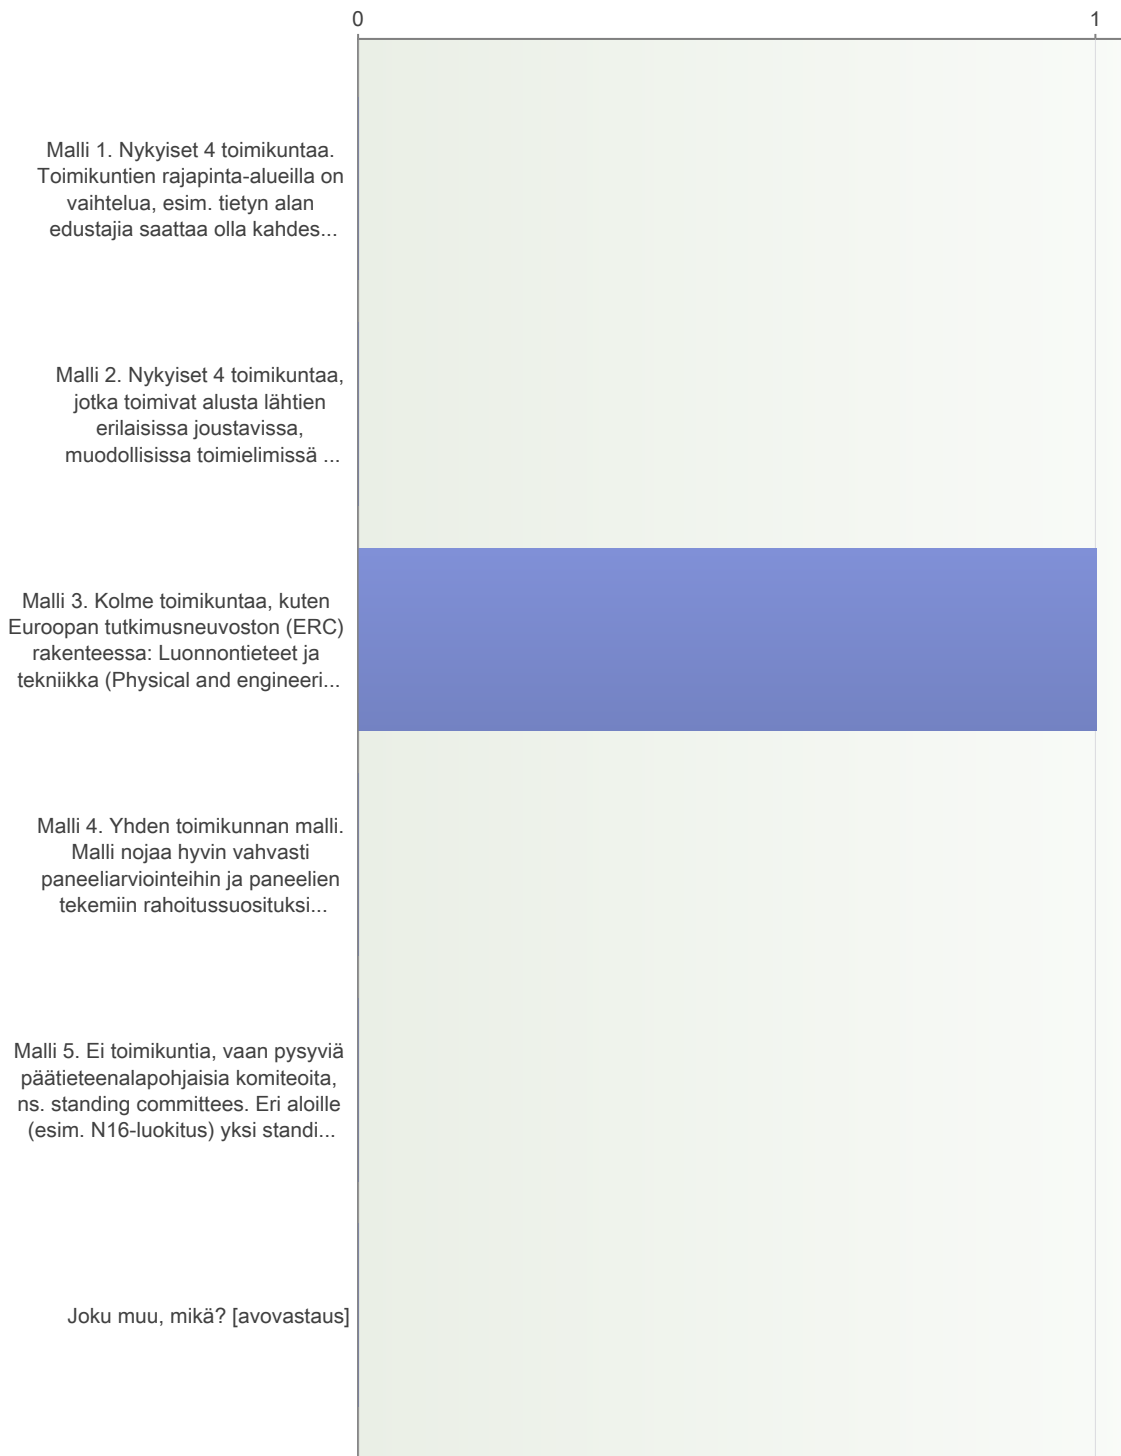 0 1
Malli 1. Nykyiset 4 toimikuntaa.
Toimikuntien rajapinta-alueilla on
vaihtelua, esim. tietyn alan
edustajia saattaa olla kahdes...
Malli 2. Nykyiset 4 toimikuntaa,
jotka toimivat alusta lähtien
erilaisissa joustavissa,
muodollisissa toimielimissä ...
Malli 3. Kolme toimikuntaa, kuten
Euroopan tutkimusneuvoston (ERC)
rakenteessa: Luonnontieteet ja
tekniikka (Physical and engineeri...
Malli 4. Yhden toimikunnan malli.
Malli nojaa hyvin vahvasti
paneeliarviointeihin ja paneelien
tekemiin rahoitussuosituksi...
Malli 5. Ei toimikuntia, vaan pysyviä
päätieteenalapohjaisia komiteoita,
ns. standing committees. Eri aloille
(esim. N16-luokitus) yksi standi...
Joku muu, mikä? [avovastaus]